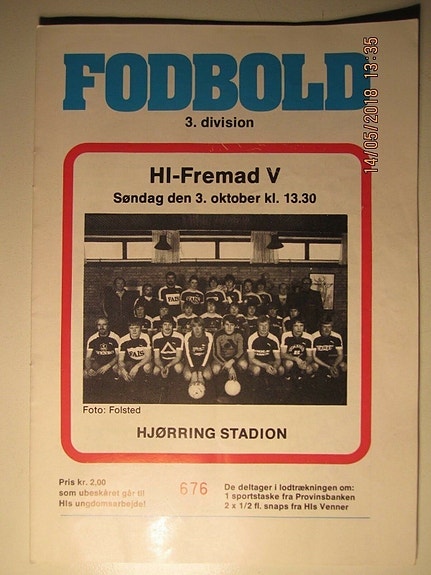 FODBOLD
3. division
14/05/2018 13:35
HI-Fremad V
Søndag den 3. oktober kl. 13.30
FAIS
FAIS
Foto: Folsted
HJØRRING STADION
Pris kr. 2,00
som ubeskåret går til
HIs ungdomsarbejde!
676
De deltager i lodtrækningen om:
1 sportstaske fra Provinsbanken
2 x 1/2 fl. snaps fra HIs Venner